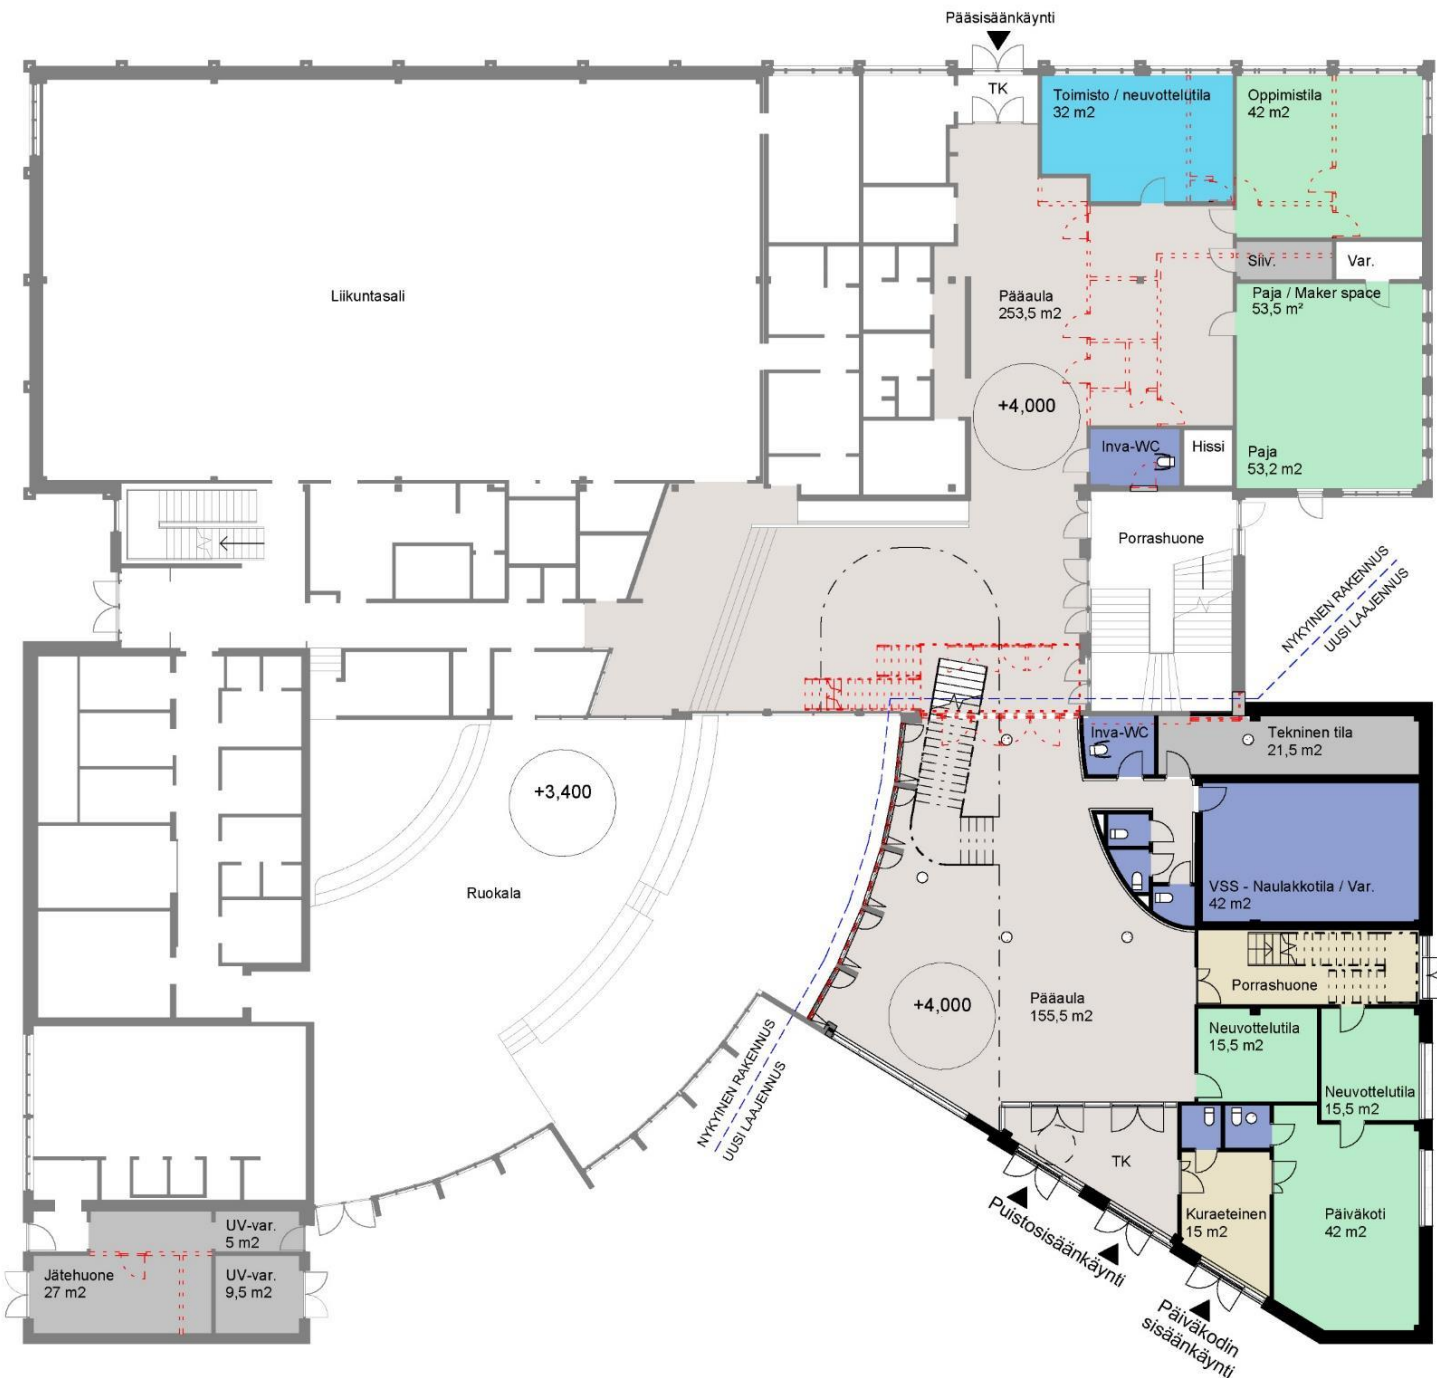 Pääsisäänkäynti
TK
Toimisto / neuvottelutila
32 m2
Oppimistila
42 m2
Siiv.
Var.
Liikuntasali
Pääaula
253,5 m2
Paja / Maker space
53,5 m²
+4,000
Inva-WC
Hissi
Paja
53,2 m2
Porrashuone
NYKYINEN RAKENNUS
UUSI LAAJENNUS
Inva-WC
Tekninen tila
21,5 m2
+3,400
Ruokala
VSS - Naulakkotila / Var.
42 m2
Porrashuone
+4,000
Pääaula
155,5 m2
Neuvottelutila
15,5 m2
Neuvottelutila
15,5 m2
NYKYINEN RAKENNUS
UUSI LAAJENNUS
TK
Kuraeteinen
15 m2
Päiväkoti
42 m2
UV-var.
5 m2
Jätehuone
27 m2
UV-var.
9,5 m2
Puistosisäänkäynti
Päiväkodin
sisäänkäynti